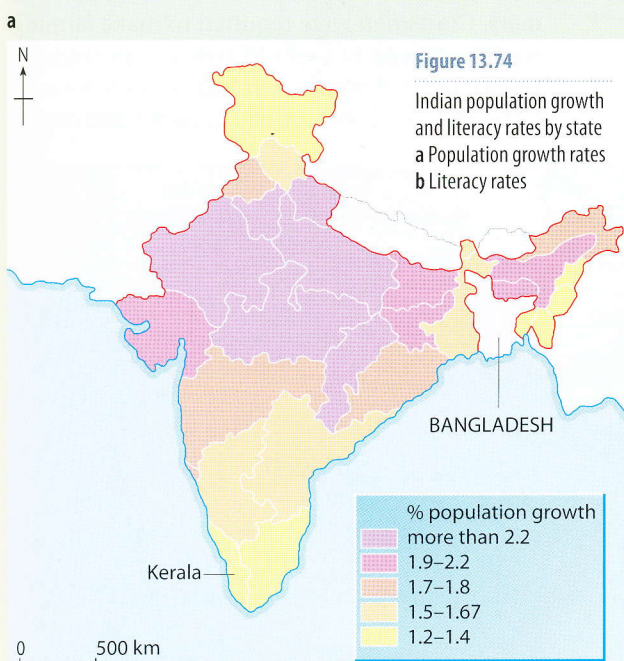 a
N
Figure 13.74
Indian population growth
and literacy rates by state
a Population growth rates
b Literacy rates
BANGLADESH
Kerala
% population growth
more than 2.2
1.9–2.2
1.7–1.8
1.5–1.67
1.2–1.4
0 500 km